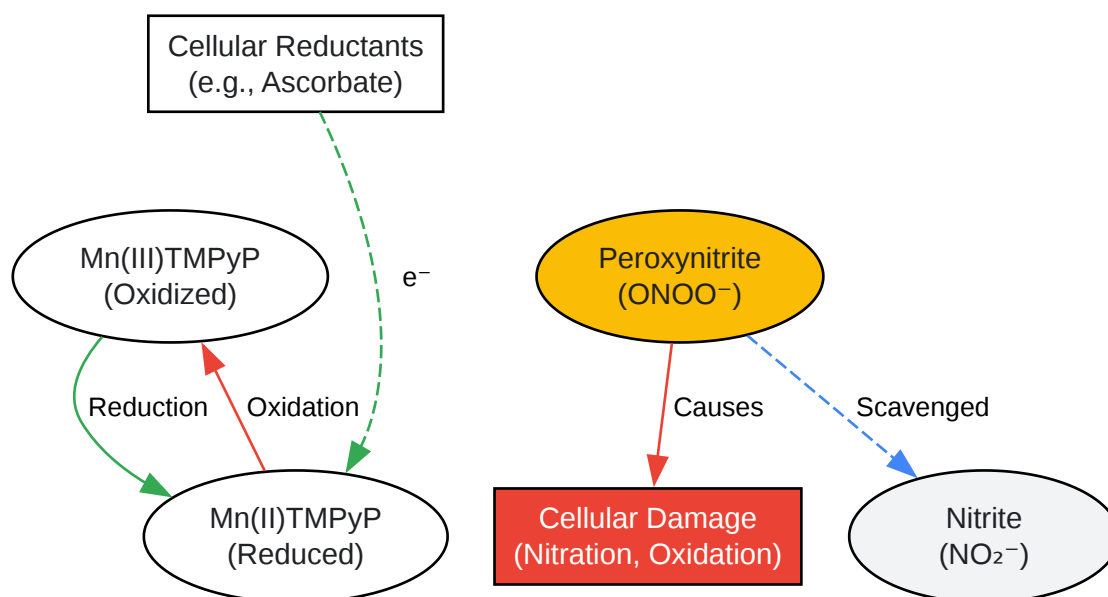 Cellular Reductants
(e.g., Ascorbate)
Mn(III)TMPyP
(Oxidized)
e⁻
Peroxynitrite
(ONOO⁻)
Reduction
Oxidation
Causes
Scavenged
Mn(II)TMPyP
(Reduced)
Cellular Damage
(Nitration, Oxidation)
Nitrite
(NO₂⁻)